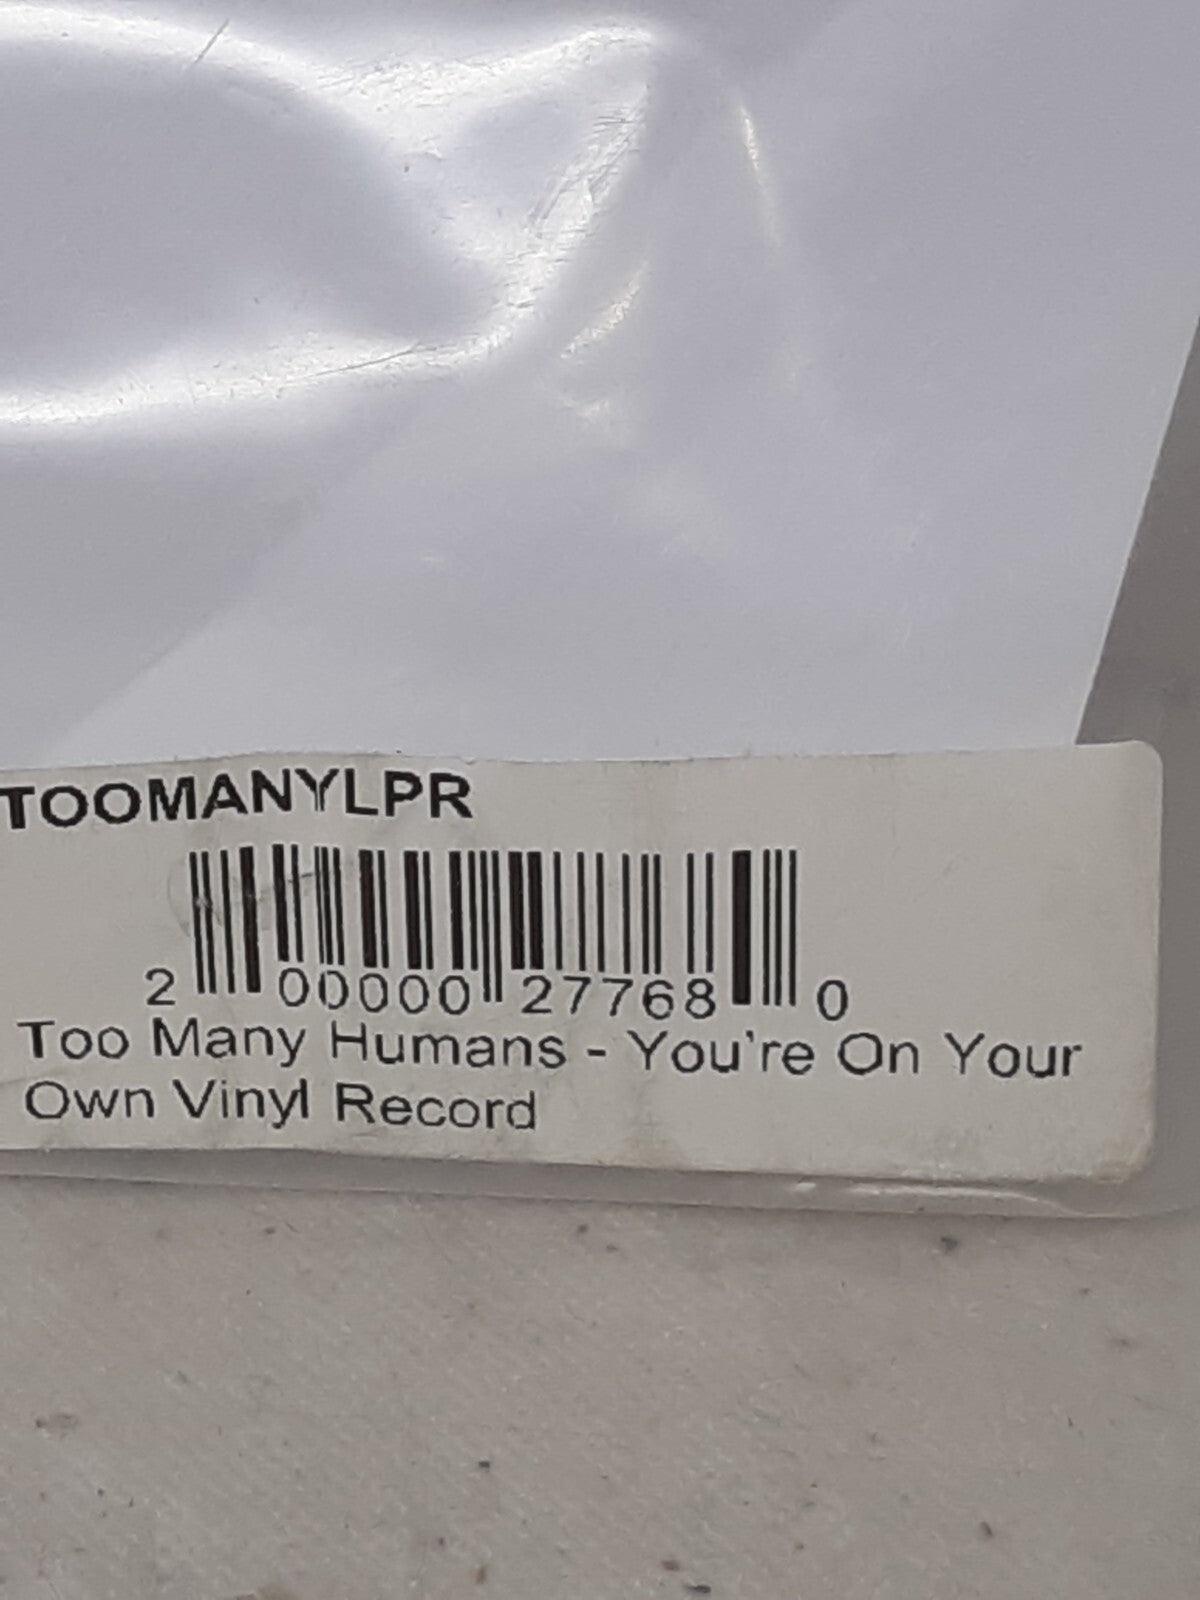 TOOMANYLPR
2 00000 27768 0
Too Many Humans - You're On Your
Own Vinyl Record